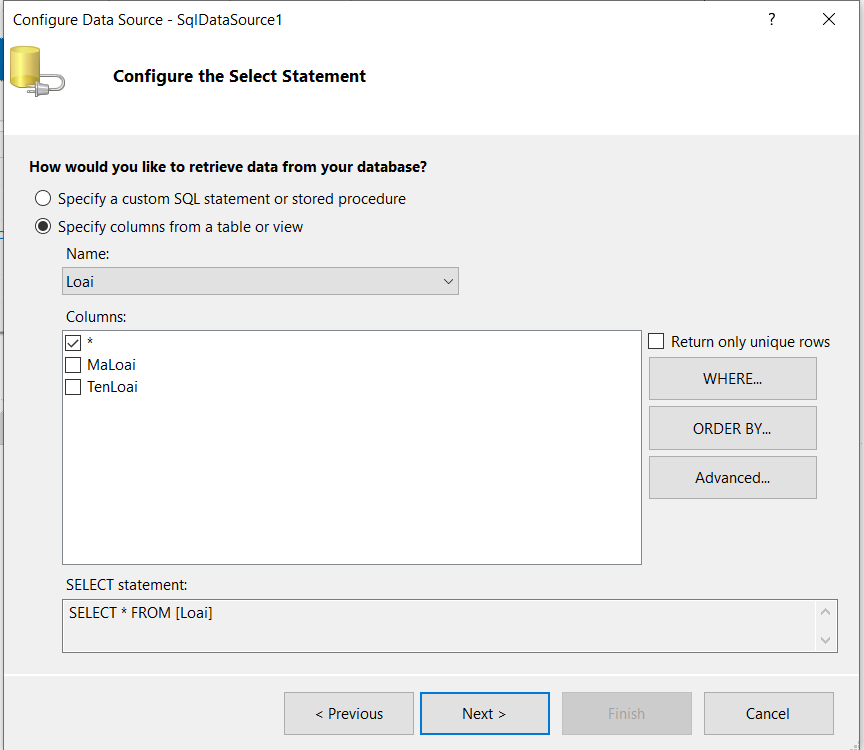 Configure Data Source - SqlDataSource1
?
Configure the Select Statement
How would you like to retrieve data from your database?
Specify a custom SQL statement or stored procedure
Specify columns from a table or view
Name:
Loai
Columns:
*
MaLoai
TenLoai
Return only unique rows
WHERE...
ORDER BY...
Advanced...
SELECT statement:
SELECT * FROM [Loai]
< Previous
Next >
Finish
Cancel